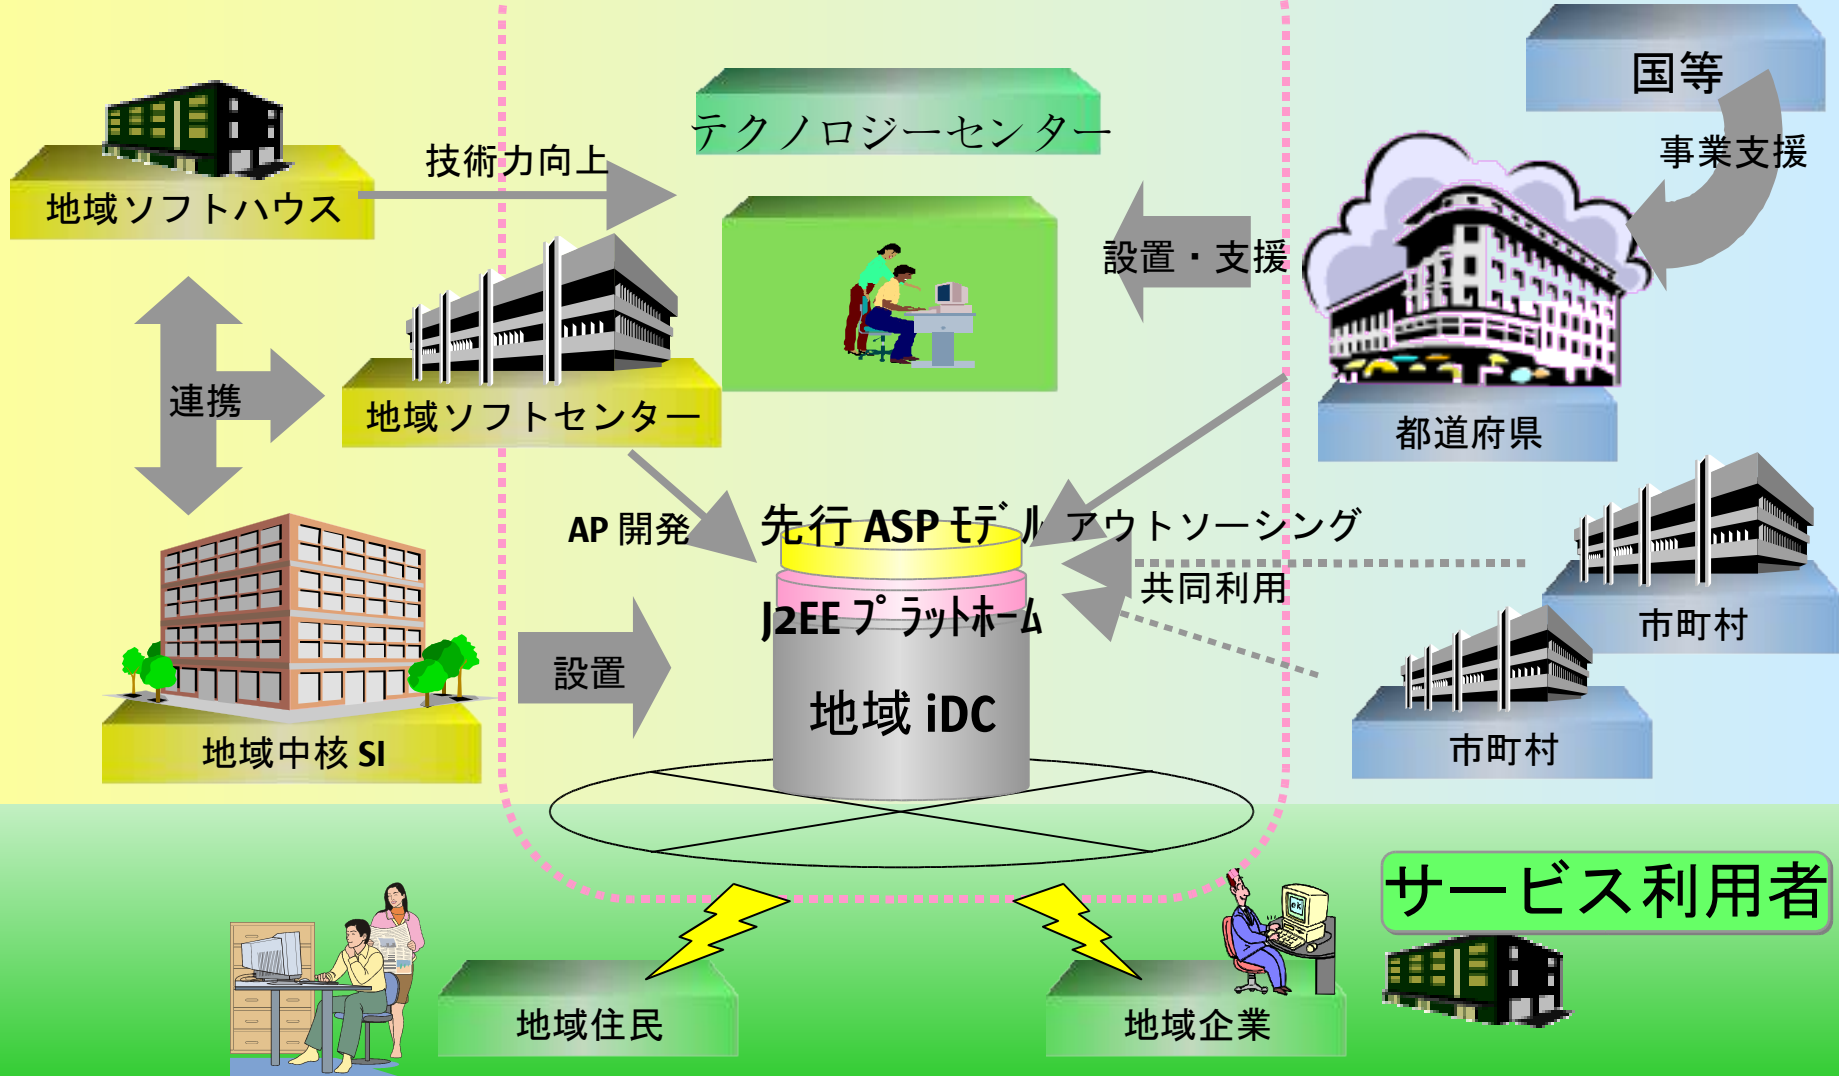 国等
事業支援
テクノロジーセンター
技術力向上
地域ソフトハウス
設置・支援
連携
地域ソフトセンター
都道府県
AP 開発
先行 ASP ﾓﾃﾞﾙ
アウトソーシング
共同利用
J2EE ﾌﾟﾗｯﾄﾎｰﾑ
市町村
設置
地域 iDC
市町村
地域中核 SI
サービス利用者
地域住民
地域企業